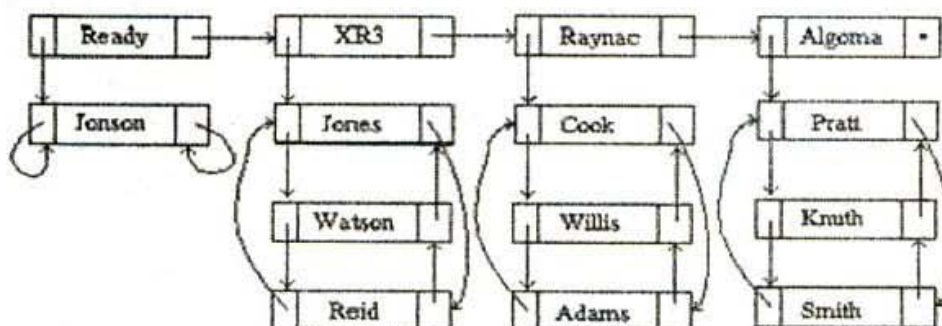 Ready XR3 Raynac Algoma
Jonson Jones Cook Pratt
Watson Willis Knuth
Reid Adams Smith